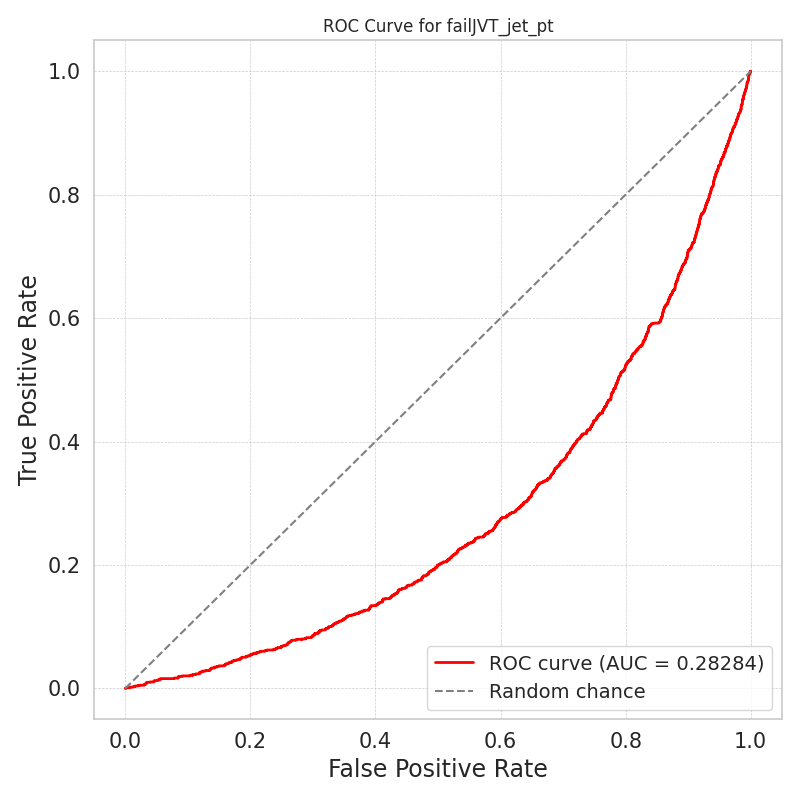 ROC Curve for failJVT_jet_pt
True Positive Rate
1.0
0.8
0.6
0.4
0.2
0.0
ROC curve (AUC = 0.28284)
Random chance
0.0 0.2 0.4 0.6 0.8 1.0
False Positive Rate